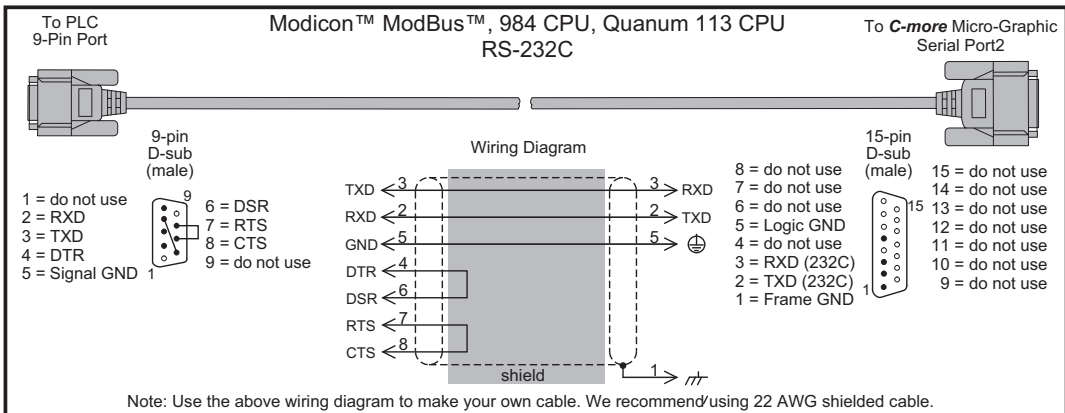 To PLC
9-Pin Port
Modicon™ ModBus™, 984 CPU, Quanum 113 CPU
RS-232C
To C-more Micro-Graphic
Serial Port2
9-pin
D-sub
(male)
1 = do not use
2 = RXD
3 = TXD
4 = DTR
5 = Signal GND
9
1
6 = DSR
7 = RTS
8 = CTS
9 = do not use
Wiring Diagram
TXD 3 3 RXD
RXD 2 2 TXD
GND 5 5
DTR 4
DSR 6
RTS 7
CTS 8
shield
1
15-pin
D-sub
(male)
8 = do not use
7 = do not use
6 = do not use
5 = Logic GND
4 = do not use
3 = RXD (232C)
2 = TXD (232C)
1 = Frame GND
15
1
15 = do not use
14 = do not use
13 = do not use
12 = do not use
11 = do not use
10 = do not use
9 = do not use
Note: Use the above wiring diagram to make your own cable. We recommend using 22 AWG shielded cable.